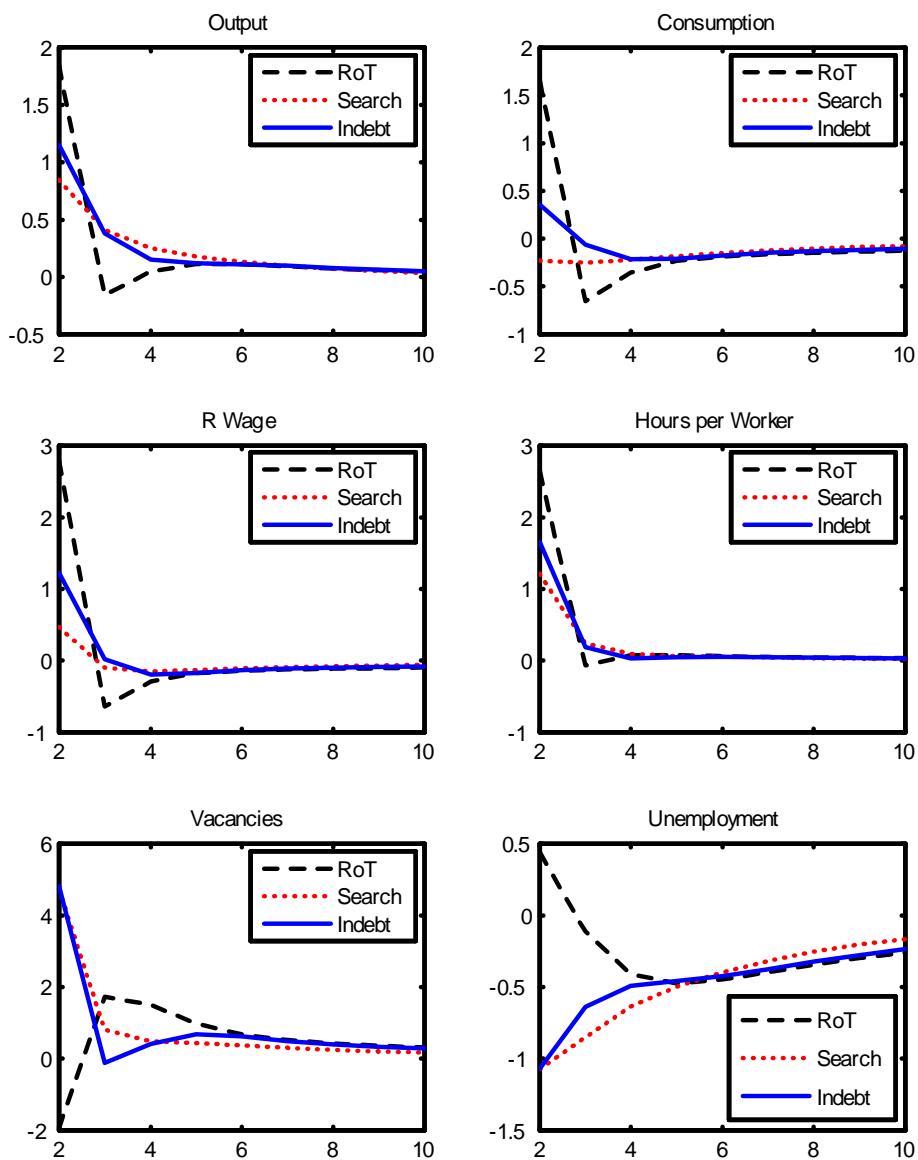 Output
2
1.5
1
0.5
0
-0.5
2 4 6 8 10
RoT
Search
Indebt
Consumption
2
1.5
1
0.5
0
-0.5
-1
2 4 6 8 10
RoT
Search
Indebt
R Wage
3
2
1
0
-1
2 4 6 8 10
RoT
Search
Indebt
Hours per Worker
3
2
1
0
-1
2 4 6 8 10
RoT
Search
Indebt
Vacancies
6
4
2
0
-2
2 4 6 8 10
RoT
Search
Indebt
Unemployment
0.5
0
-0.5
-1
-1.5
2 4 6 8 10
RoT
Search
Indebt